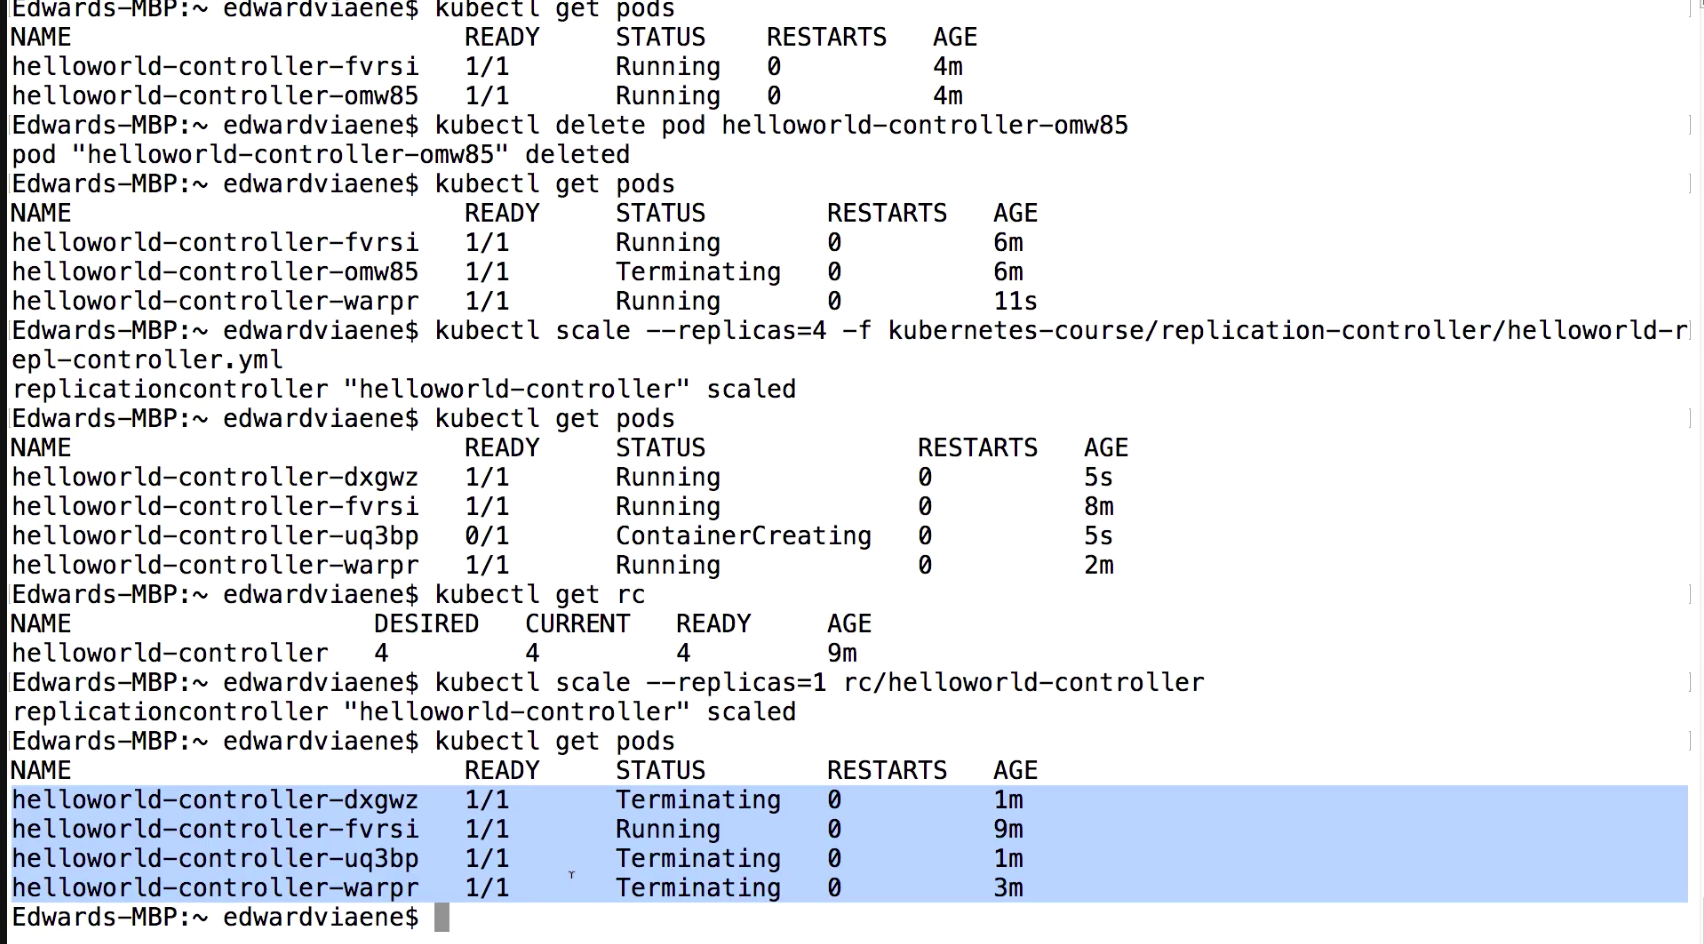 Edwards-MBP:~ edwardviaene$ kubectl get pods
NAME READY STATUS RESTARTS AGE
helloworld-controller-fvrsi 1/1 Running 0 4m
helloworld-controller-omw85 1/1 Running 0 4m
Edwards-MBP:~ edwardviaene$ kubectl delete pod helloworld-controller-omw85
pod "helloworld-controller-omw85" deleted
Edwards-MBP:~ edwardviaene$ kubectl get pods
NAME READY STATUS RESTARTS AGE
helloworld-controller-fvrsi 1/1 Running 0 6m
helloworld-controller-omw85 1/1 Terminating 0 6m
helloworld-controller-warpr 1/1 Running 0 11s
Edwards-MBP:~ edwardviaene$ kubectl scale --replicas=4 -f kubernetes-course/replication-controller/helloworld-r
epl-controller.yml
replicationcontroller "helloworld-controller" scaled
Edwards-MBP:~ edwardviaene$ kubectl get pods
NAME READY STATUS RESTARTS AGE
helloworld-controller-dxgwz 1/1 Running 0 5s
helloworld-controller-fvrsi 1/1 Running 0 8m
helloworld-controller-uq3bp 0/1 ContainerCreating 0 5s
helloworld-controller-warpr 1/1 Running 0 2m
Edwards-MBP:~ edwardviaene$ kubectl get rc
NAME DESIRED CURRENT READY AGE
helloworld-controller 4 4 4 9m
Edwards-MBP:~ edwardviaene$ kubectl scale --replicas=1 rc/helloworld-controller
replicationcontroller "helloworld-controller" scaled
Edwards-MBP:~ edwardviaene$ kubectl get pods
NAME READY STATUS RESTARTS AGE
helloworld-controller-dxgwz 1/1 Terminating 0 1m
helloworld-controller-fvrsi 1/1 Running 0 9m
helloworld-controller-uq3bp 1/1 Terminating 0 1m
helloworld-controller-warpr 1/1 Terminating 0 3m
Edwards-MBP:~ edwardviaene$